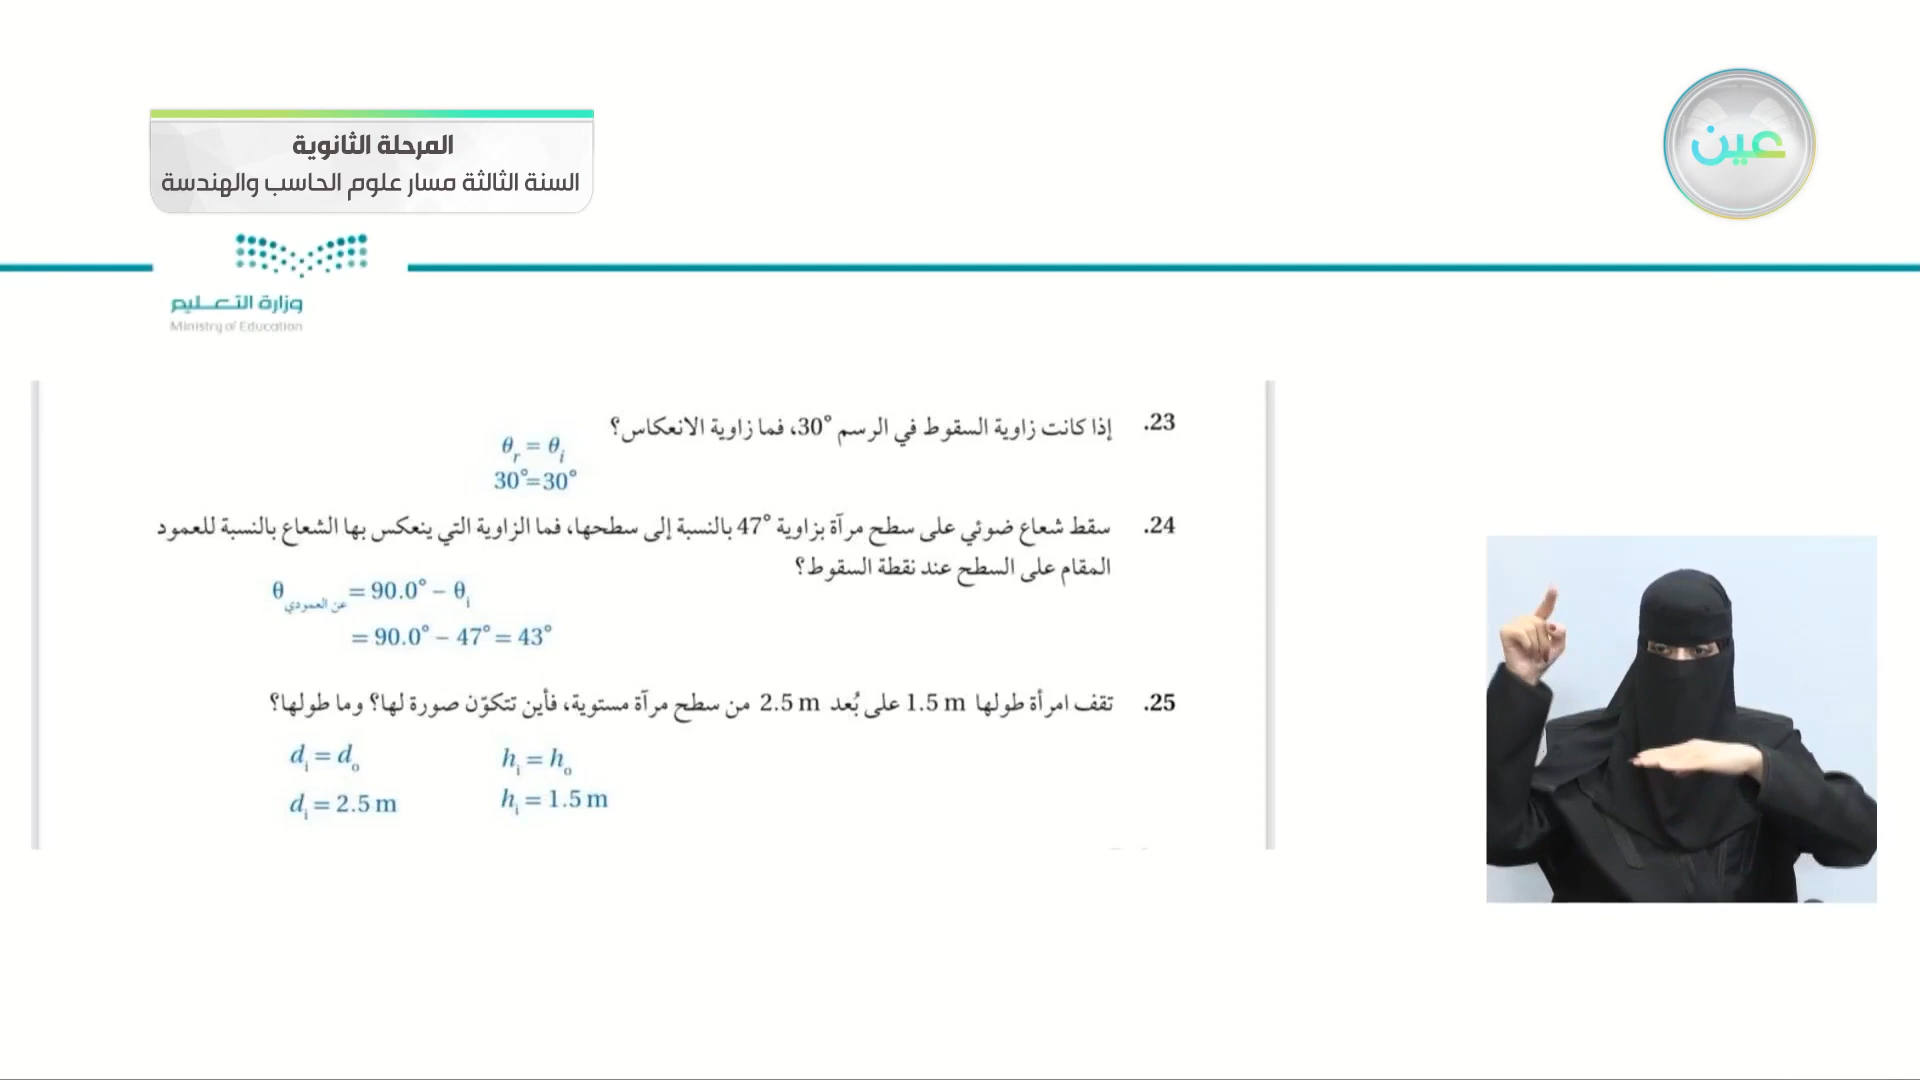 المرحلة الثانوية
السنة الثالثة مسار علوم الحاسب والهندسة
عين
وزارة التعليم
Ministry of Education
23. إذا كانت زاوية السقوط في الرسم 30°، فما زاوية الانعكاس؟
θr = θi
30°=30°
24. سقط شعاع ضوئي على سطح مرآة بزاوية 47° بالنسبة إلى سطحها، فما الزاوية التي ينعكس بها الشعاع بالنسبة للعمود
المقام على السطح عند نقطة السقوط؟
θعن العمودي = 90.0° – θi
= 90.0° – 47° = 43°
25. تقف امرأة طولها 1.5 m على بُعد 2.5 m من سطح مرآة مستوية، فأين تتكوّن صورة لها؟ وما طولها؟
di = do hi = ho
di = 2.5 m hi = 1.5 m